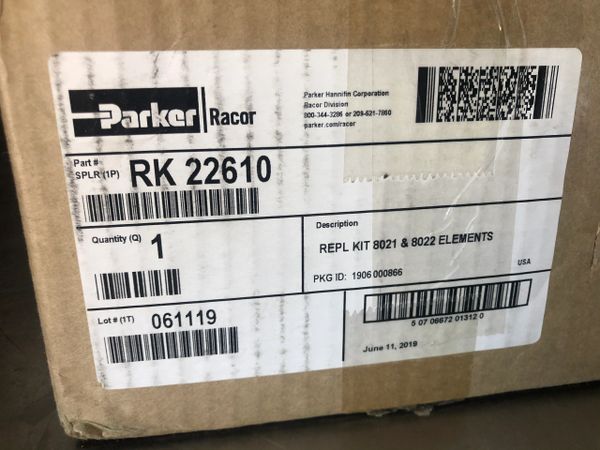 Parker | Racor
Parker Hannifin Corporation
Racor Division
800-344-3286 or 209-521-7860
parker.com/racor
Part #
SPLR (1P) RK 22610
Quantity (Q) 1
Description
REPL KIT 8021 & 8022 ELEMENTS
PKG ID: 1906000866
USA
Lot # (1T) 061119
5 07 06672 01312 0
June 11, 2019